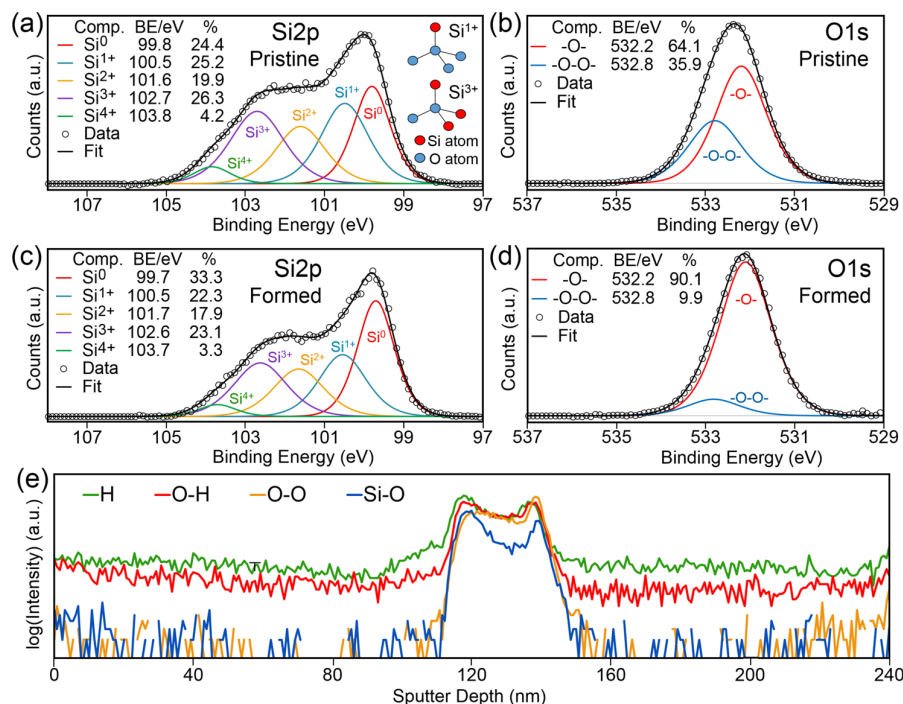 (a)
Comp. BE/eV %
Si⁰ 99.8 24.4
Si¹⁺ 100.5 25.2
Si²⁺ 101.6 19.9
Si³⁺ 102.7 26.3
Si⁴⁺ 103.8 4.2
Data
Fit
Si2p
Pristine
Si¹⁺
Si³⁺
Si atom
O atom
Si⁴⁺
Si³⁺
Si²⁺
Si¹⁺
Si⁰
Counts (a.u.)
107 105 103 101 99 97
Binding Energy (eV)
(b)
Comp. BE/eV %
-O- 532.2 64.1
-O-O- 532.8 35.9
Data
Fit
O1s
Pristine
-O-
-O-O-
Counts (a.u.)
537 535 533 531 529
Binding Energy (eV)
(c)
Comp. BE/eV %
Si⁰ 99.7 33.3
Si¹⁺ 100.5 22.3
Si²⁺ 101.7 17.9
Si³⁺ 102.6 23.1
Si⁴⁺ 103.7 3.3
Data
Fit
Si2p
Formed
Si⁴⁺
Si³⁺
Si²⁺
Si¹⁺
Si⁰
Counts (a.u.)
107 105 103 101 99 97
Binding Energy (eV)
(d)
Comp. BE/eV %
-O- 532.2 90.1
-O-O- 532.8 9.9
Data
Fit
O1s
Formed
-O-
-O-O-
Counts (a.u.)
537 535 533 531 529
Binding Energy (eV)
(e)
H O-H O-O Si-O
log(Intensity) (a.u.)
0 40 80 120 160 200 240
Sputter Depth (nm)